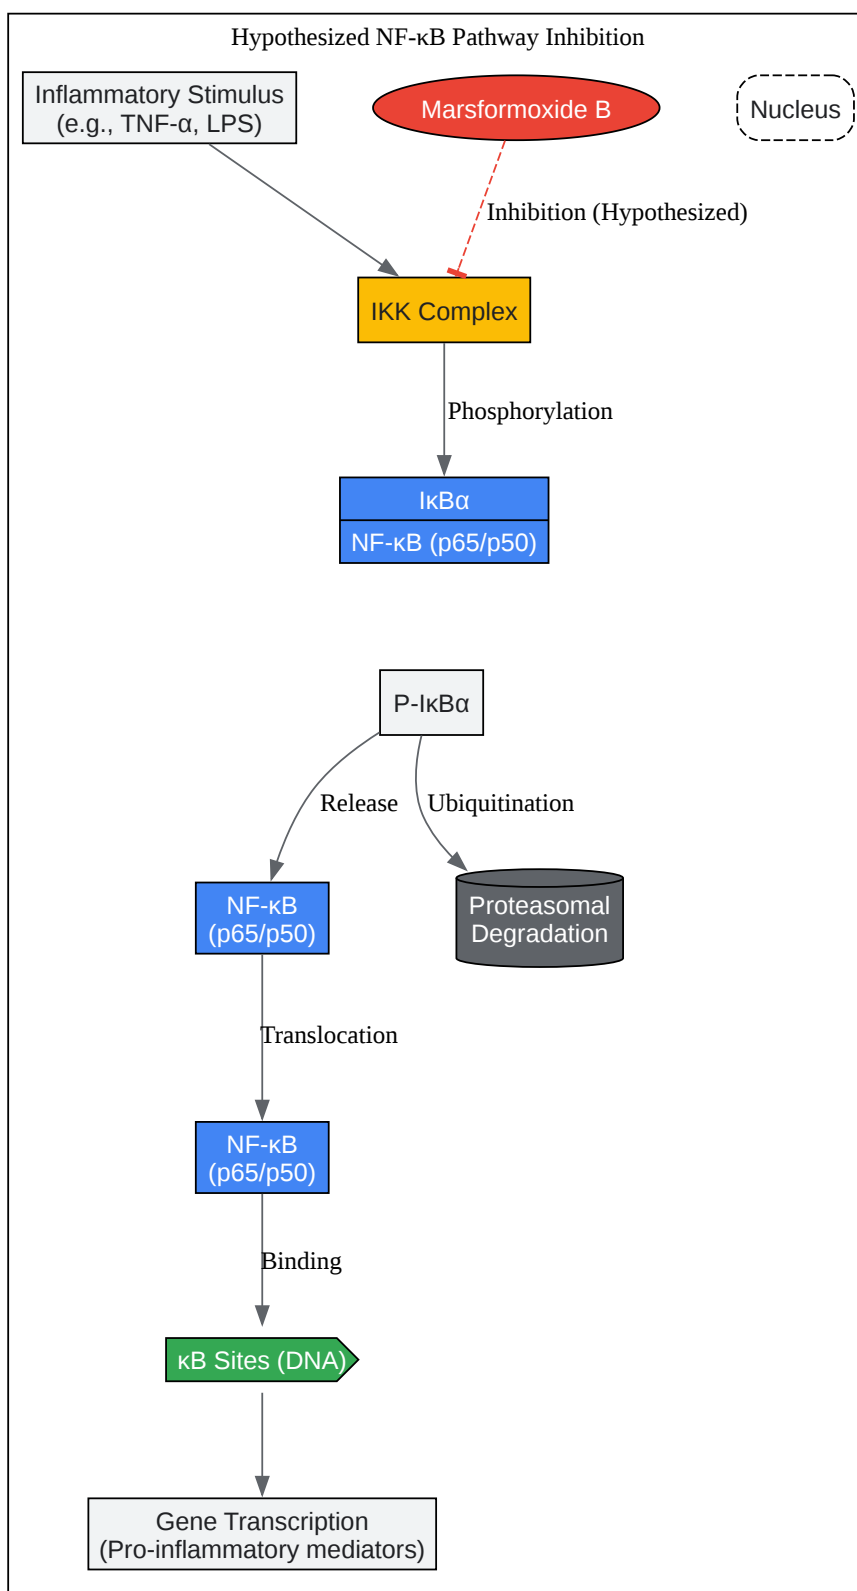 Hypothesized NF-κB Pathway Inhibition
Inflammatory Stimulus
(e.g., TNF-α, LPS)
Marsformoxide B
Nucleus
Inhibition (Hypothesized)
IKK Complex
Phosphorylation
IκBα
NF-κB (p65/p50)
P-IκBα
Release
Ubiquitination
NF-κB
(p65/p50)
Proteasomal
Degradation
Translocation
NF-κB
(p65/p50)
Binding
κB Sites (DNA)
Gene Transcription
(Pro-inflammatory mediators)